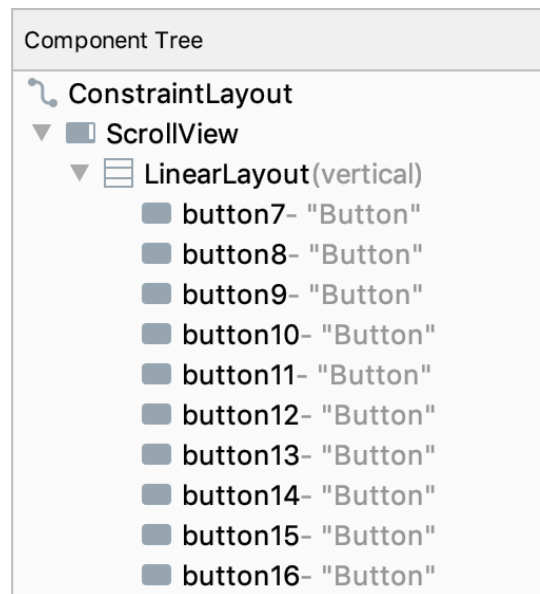 Component Tree
ConstraintLayout
ScrollView
LinearLayout(vertical)
button7- "Button"
button8- "Button"
button9- "Button"
button10- "Button"
button11- "Button"
button12- "Button"
button13- "Button"
button14- "Button"
button15- "Button"
button16- "Button"